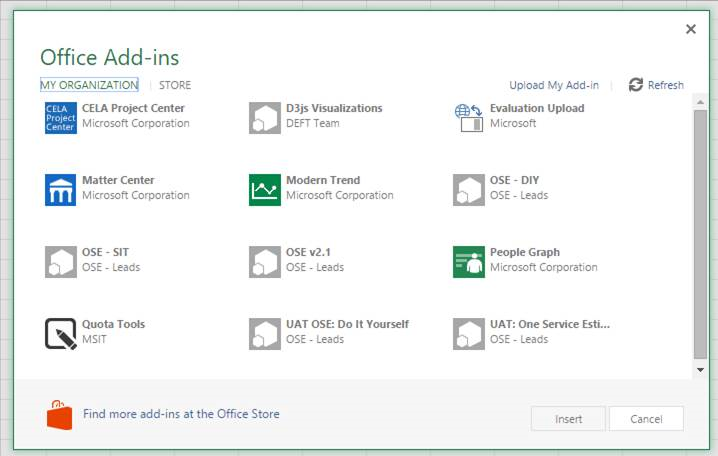 Office Add-ins
MY ORGANIZATION | STORE
Upload My Add-in | Refresh
CELA Project Center
CELA Project Center
Microsoft Corporation
D3js Visualizations
DEFT Team
Evaluation Upload
Microsoft
Matter Center
Microsoft Corporation
Modern Trend
Microsoft Corporation
OSE - DIY
OSE - Leads
OSE - SIT
OSE - Leads
OSE v2.1
OSE - Leads
People Graph
Microsoft Corporation
Quota Tools
MSIT
UAT OSE: Do It Yourself
OSE - Leads
UAT: One Service Esti...
OSE - Leads
Find more add-ins at the Office Store
Insert
Cancel